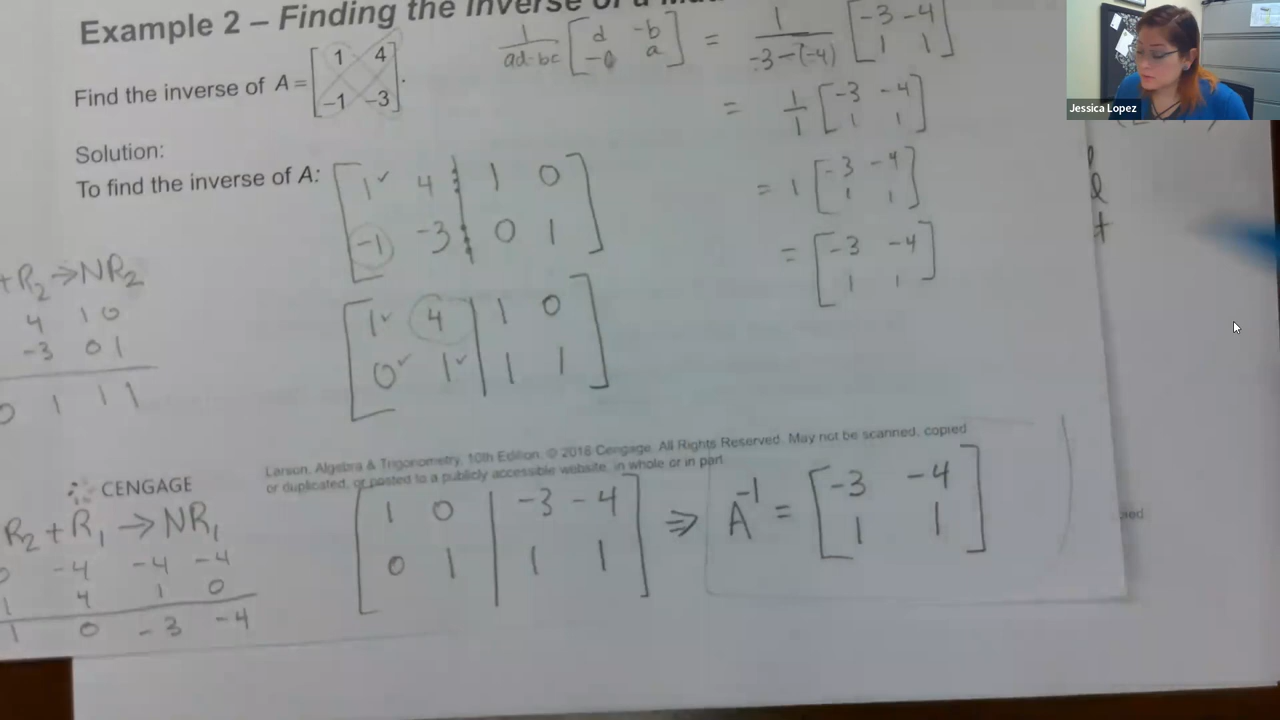 Example 2 – Finding the Inverse of a
Find the inverse of A = [ 1 4
–1 –3 ].
1/ad-bc [ d -b
-c a ] = 1/-3-(-4) [ -3 -4
1 1 ]
= 1/1 [ -3 -4
1 1 ]
= 1 [ -3 -4
1 1 ]
= [ -3 -4
1 1 ]
Solution:
To find the inverse of A:
[ 1 ✓ 4 | 1 0
-1 -3 | 0 1 ]
+R2 → NR2
4 1 0
-3 0 1
0 1 1 1
[ 1 ✓ 4 | 1 0
0 ✓ 1 ✓ | 1 1 ]
Larson, Algebra & Trigonometry, 10th Edition. © 2018 Cengage. All Rights Reserved. May not be scanned, copied
or duplicated, or posted to a publicly accessible website, in whole or in part.
CENGAGE
R2 + R1 → NR1
0 -4 -4 -4
1 4 1 0
1 0 -3 -4
[ 1 0 | -3 -4
0 1 | 1 1 ] ⇒ A^-1 = [ -3 -4
1 1 ]
Jessica Lopez